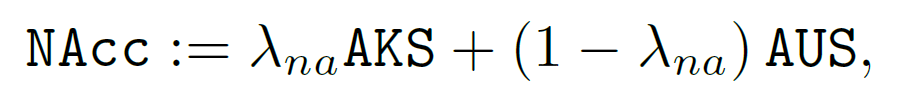 NAcc := λ_{na}AKS + (1 − λ_{na}) AUS,